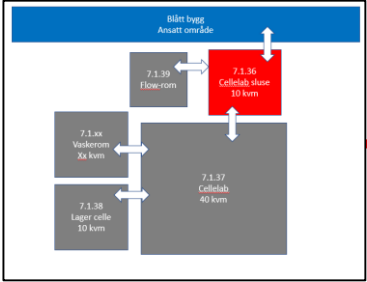 Blått bygg
Ansatt område
7.1.39
Flow-rom
7.1.36
Cellelab sluse
10 kvm
7.1.xx
Vaskerom
Xx kvm
7.1.37
Cellelab
40 kvm
7.1.38
Lager celle
10 kvm